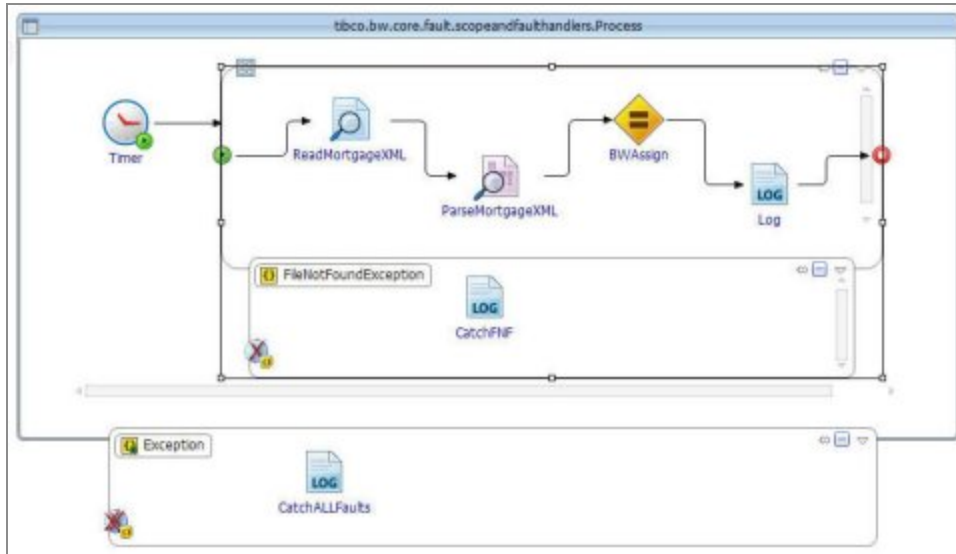 tibco.bw.core.fault.scopeandfaulthandlers.Process
Timer
ReadMortgageXML
ParseMortgageXML
BWAssign
LOG
Log
FileNotFoundException
LOG
CatchFNF
Exception
LOG
CatchALLFaults